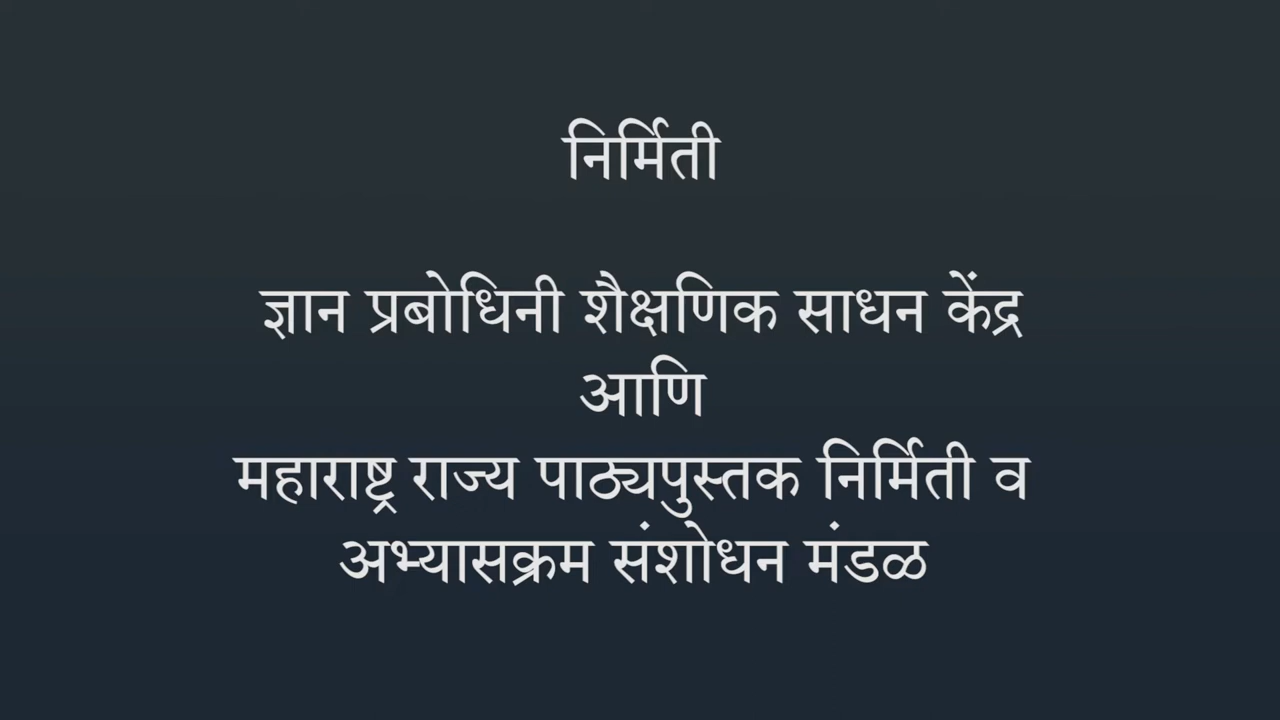 निर्मिती
ज्ञान प्रबोधिनी शैक्षणिक साधन केंद्र
आणि
महाराष्ट्र राज्य पाठ्यपुस्तक निर्मिती व
अभ्यासक्रम संशोधन मंडळ